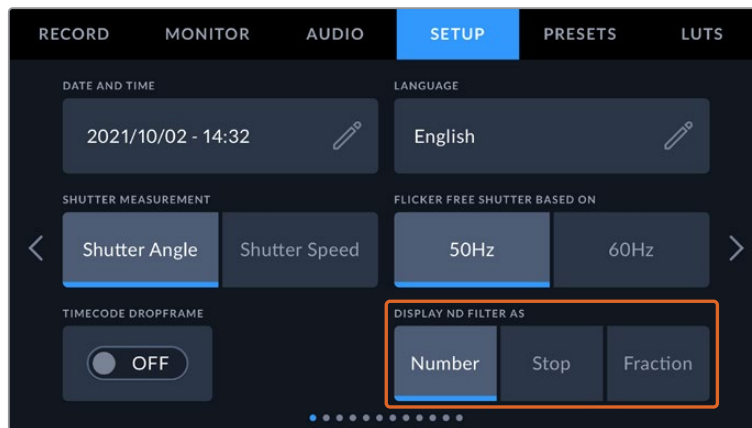 RECORD MONITOR AUDIO SETUP PRESETS LUTS
DATE AND TIME LANGUAGE
2021/10/02 - 14:32 English
SHUTTER MEASUREMENT FLICKER FREE SHUTTER BASED ON
Shutter Angle Shutter Speed 50Hz 60Hz
TIMECODE DROPFRAME DISPLAY ND FILTER AS
OFF Number Stop Fraction